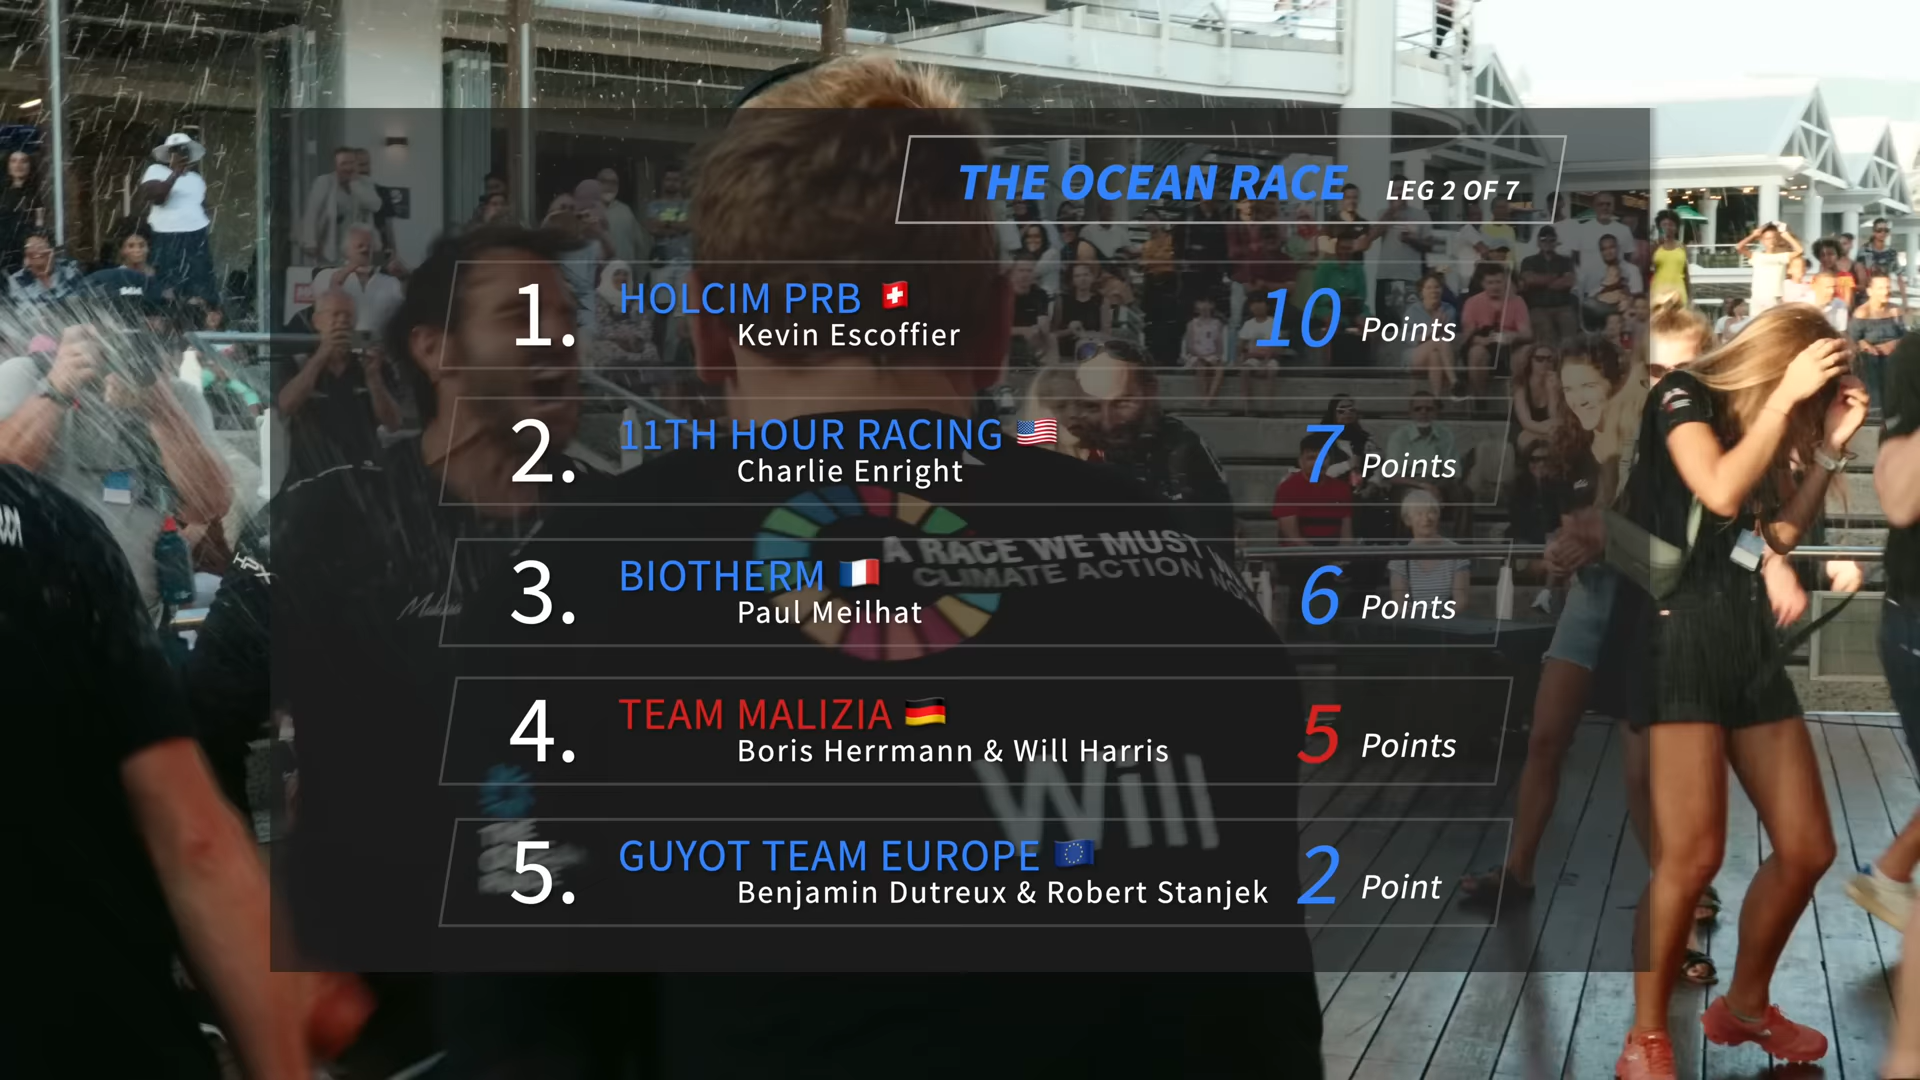 THE OCEAN RACE LEG 2 OF 7
1. HOLCIM PRB
Kevin Escoffier
10 Points
2. 11TH HOUR RACING
Charlie Enright
7 Points
A RACE WE MUST
CLIMATE ACTION
3. BIOTHERM
Paul Meilhat
6 Points
4. TEAM MALIZIA
Boris Herrmann & Will Harris
5 Points
Will
5. GUYOT TEAM EUROPE
Benjamin Dutreux & Robert Stanjek
2 Point